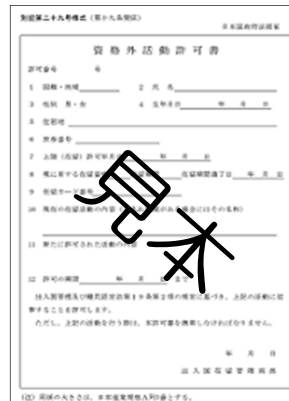 別記第二十九号様式（第十九条関係）
日本国政府法務省
資格外活動許可書
許可番号　　　号
1 国籍・地域　　2 氏名
3 性別 男・女　　4 生年月日　　年　月　日
5 住居地
6 旅券番号
7 上陸（在留）許可年月日　　年　月　日
8 現に有する在留資格　　在留期間満了日　　年　月　日
9 在留カード番号
10 現在の在留活動の内容（
11 新たに許可された活動の内容
12 許可の期限　　年　月　日まで
出入国管理及び難民認定法第19条第2項の規定に基づき、上記の活動に従
事することを許可します。
ただし、上記の活動を行う際は、本許可書を携帯しなければなりません。
年　月　日
出入国在留管理局長
（注）用紙の大きさは、日本産業規格A列5番とする。
見本